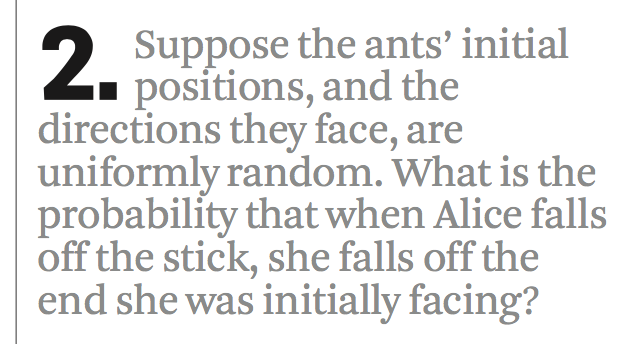 2. Suppose the ants’ initial
positions, and the
directions they face, are
uniformly random. What is the
probability that when Alice falls
off the stick, she falls off the
end she was initially facing?